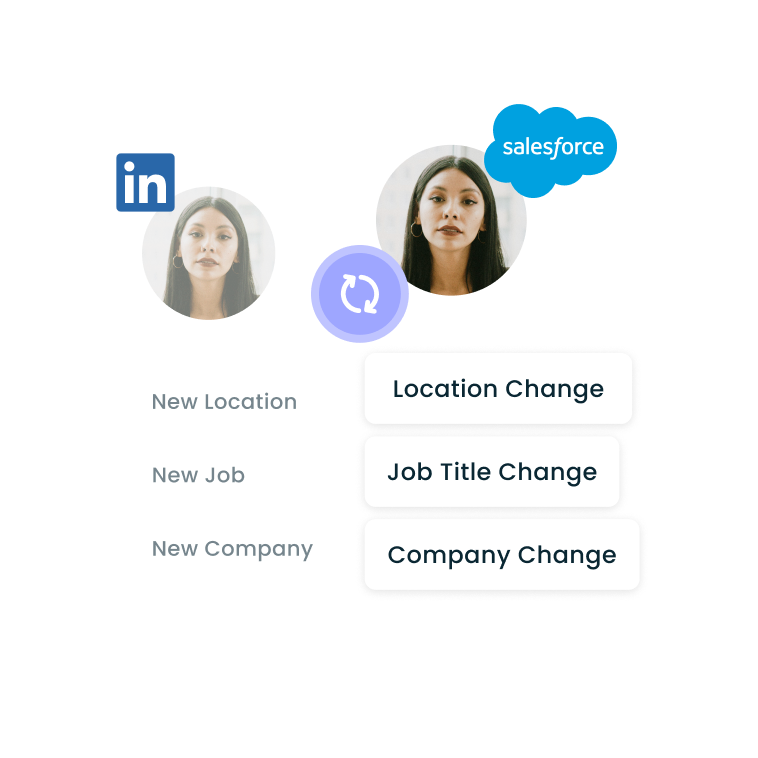 in
salesforce
New Location
Location Change
New Job
Job Title Change
New Company
Company Change